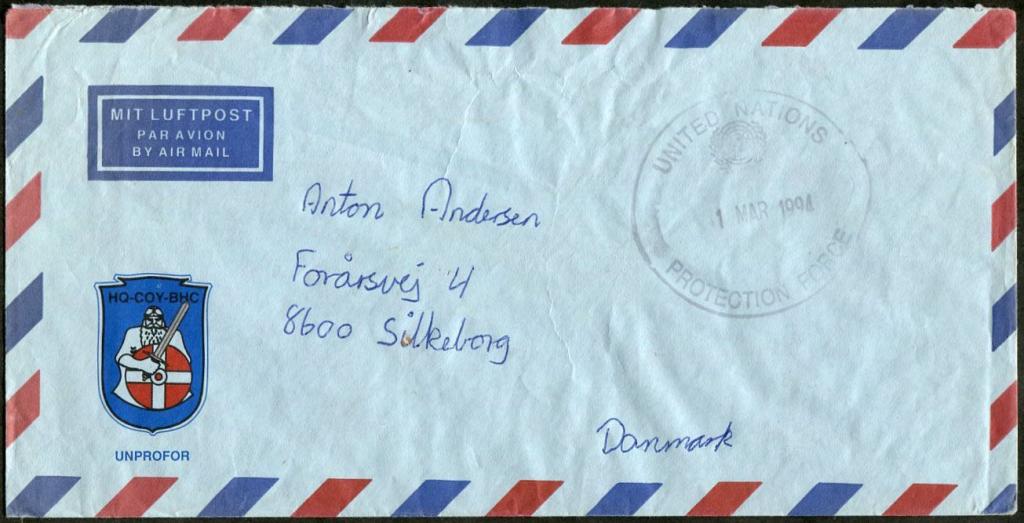 MIT LUFTPOST
PAR AVION
BY AIR MAIL
UNITED NATIONS
1 MAR 1994
PROTECTION FORCE
Anton Andersen
Forårsvej 4
8600 Silkeborg
Danmark
HQ-COY-BHC
UNPROFOR